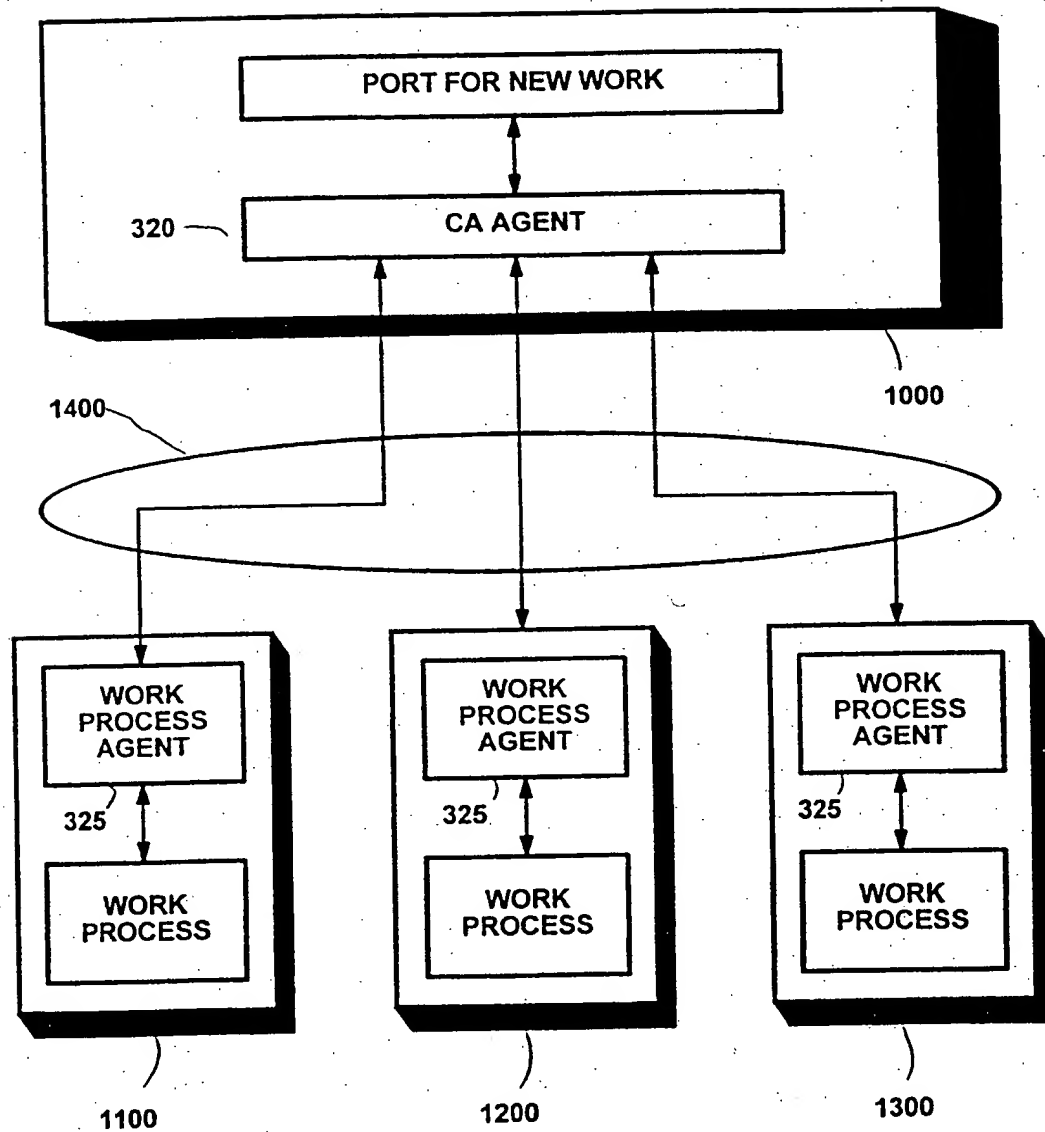 PORT FOR NEW WORK
320
CA AGENT
1000
1400
WORK
PROCESS
AGENT
325
WORK
PROCESS
1100
WORK
PROCESS
AGENT
325
WORK
PROCESS
1200
WORK
PROCESS
AGENT
325
WORK
PROCESS
1300